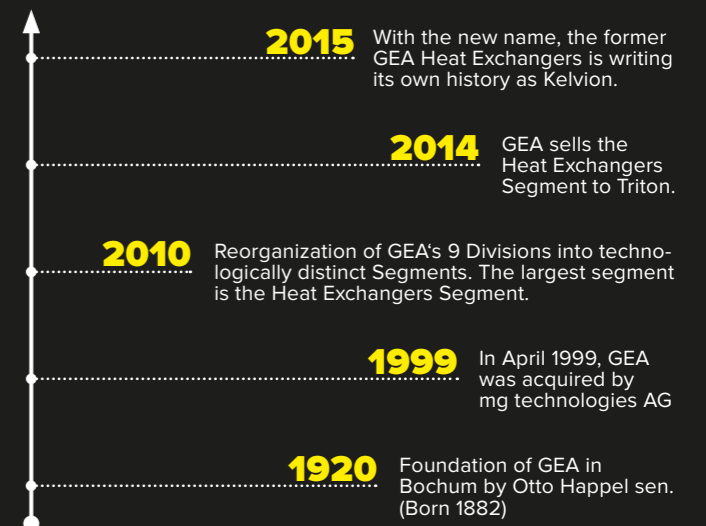 2015
With the new name, the former
GEA Heat Exchangers is writing
its own history as Kelvion.
2014
GEA sells the
Heat Exchangers
Segment to Triton.
2010
Reorganization of GEA‘s 9 Divisions into techno-
logically distinct Segments. The largest segment
is the Heat Exchangers Segment.
1999
In April 1999, GEA
was acquired by
mg technologies AG
1920
Foundation of GEA in
Bochum by Otto Happel sen.
(Born 1882)